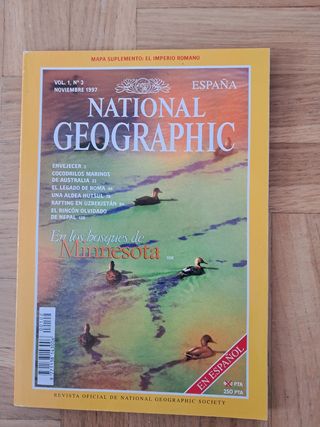 MAPA SUPLEMENTO: EL IMPERIO ROMANO
VOL. 1, Nº 2
NOVIEMBRE 1997
ESPAÑA
NATIONAL
GEOGRAPHIC
ENVEJECER 2
COCODRILOS MARINOS
DE AUSTRALIA
EL LEGADO DE ROMA
UNA ALDEA HUTSUL
RAFTING EN UZBEKISTÁN
EL RINCÓN OLVIDADO
DE NEPAL
En los bosques de
Minnesota
EN ESPAÑOL
PTA
250 PTA
REVISTA OFICIAL DE NATIONAL GEOGRAPHIC SOCIETY